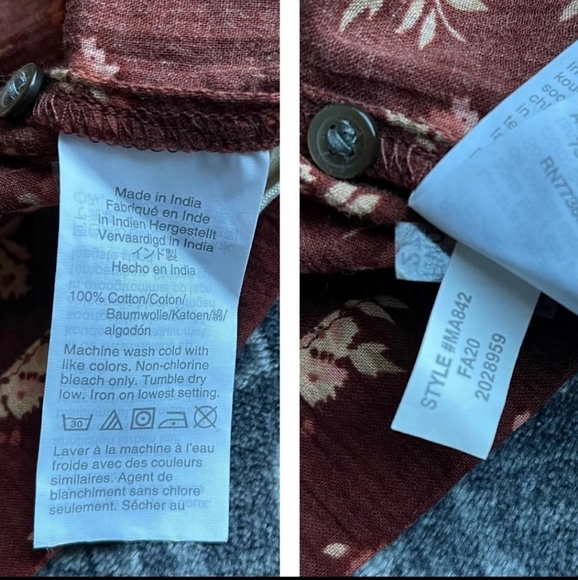 Made in India
Fabriqué en Inde
in Indien Hergestellt
Vervaardigd in India
インド製
Hecho en India
100% Cotton/Coton/
Baumwolle/Katoen/綿/
algodón
Machine wash cold with
like colors. Non-chlorine
bleach only. Tumble dry
low. Iron on lowest setting.
30
Laver à la machine à l'eau
froide avec des couleurs
similaires. Agent de
blanchiment sans chlore
seulement. Sécher au
STYLE #MA842
FA20
2028959